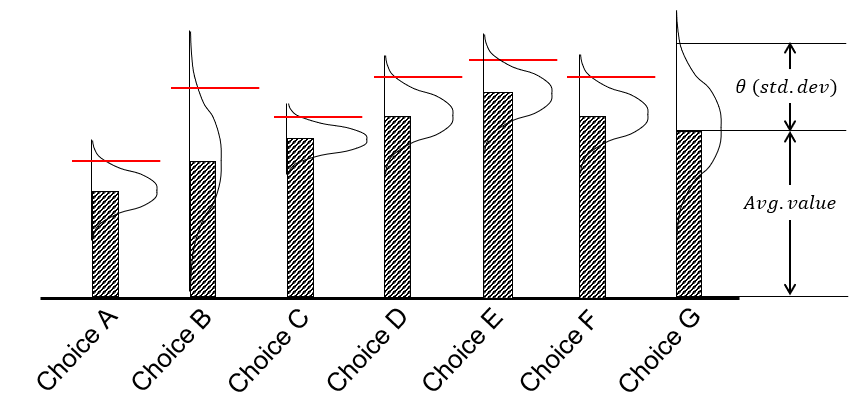 θ (std. dev)
Avg. value
Choice A
Choice B
Choice C
Choice D
Choice E
Choice F
Choice G